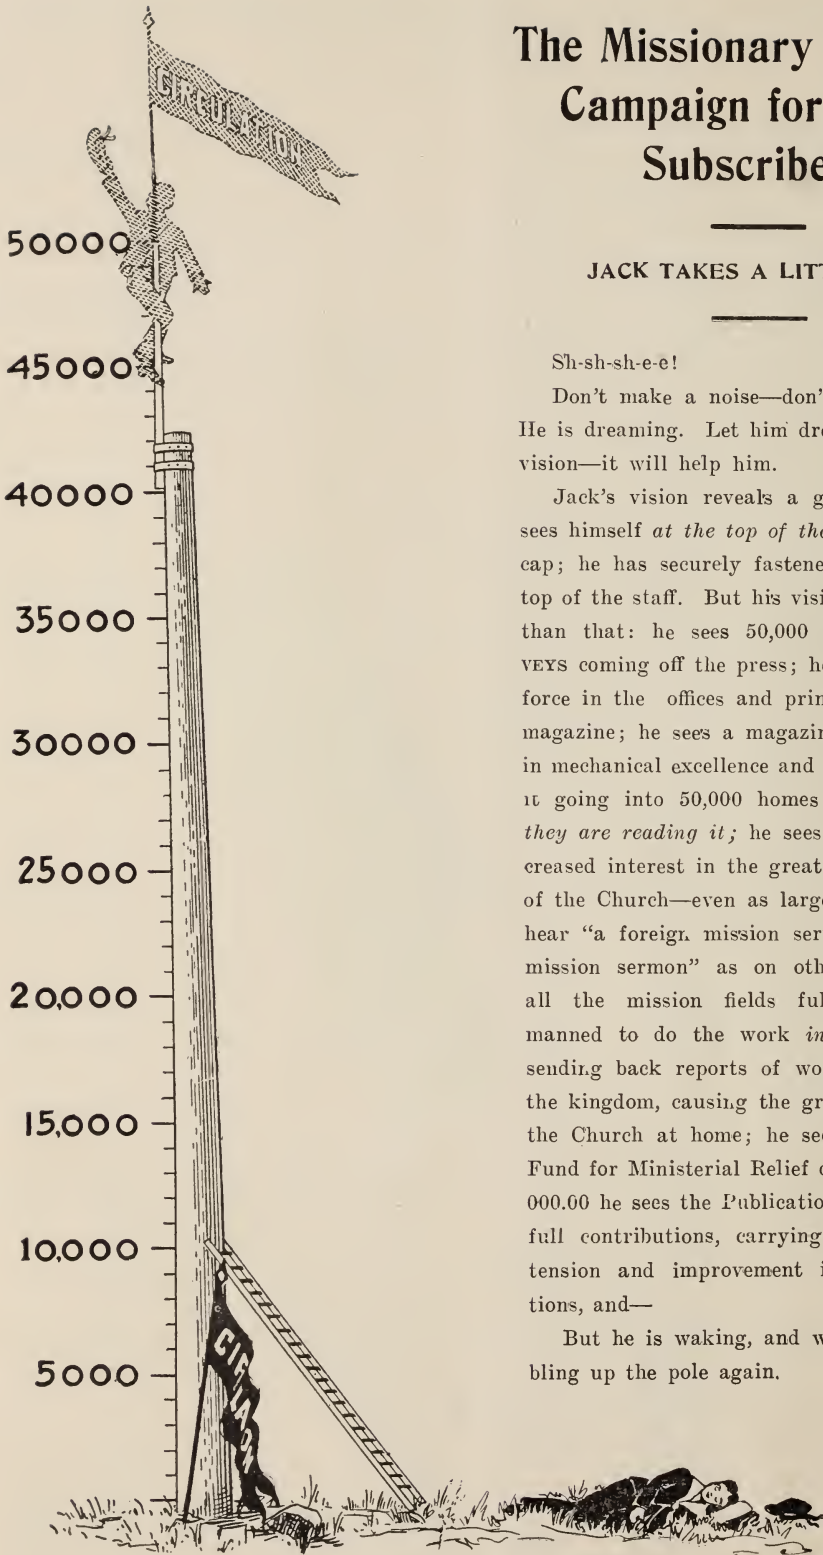 CIRCULATION
50000
45000
40000
35000
30000
25000
20,000
15,000
10,000
5000
The Missionary
Campaign for
Subscribe
JACK TAKES A LIT
Sh-sh-sh-e-e!
Don't make a noise—don'
He is dreaming. Let him dre
vision—it will help him.
Jack's vision reveals a g
sees himself at the top of the
cap; he has securely fastene
top of the staff. But his visi
than that: he sees 50,000
VEYS coming off the press; he
force in the offices and prin
magazine; he sees a magazin
in mechanical excellence and
it going into 50,000 homes
they are reading it; he sees
creased interest in the great
of the Church—even as large
hear "a foreign mission ser
mission sermon" as on oth
all the mission fields ful
manned to do the work in
sending back reports of wo
the kingdom, causing the gr
the Church at home; he see
Fund for Ministerial Relief o
000.00 he sees the Publicatio
full contributions, carrying
tension and improvement i
tions, and—
But he is waking, and w
bling up the pole again.